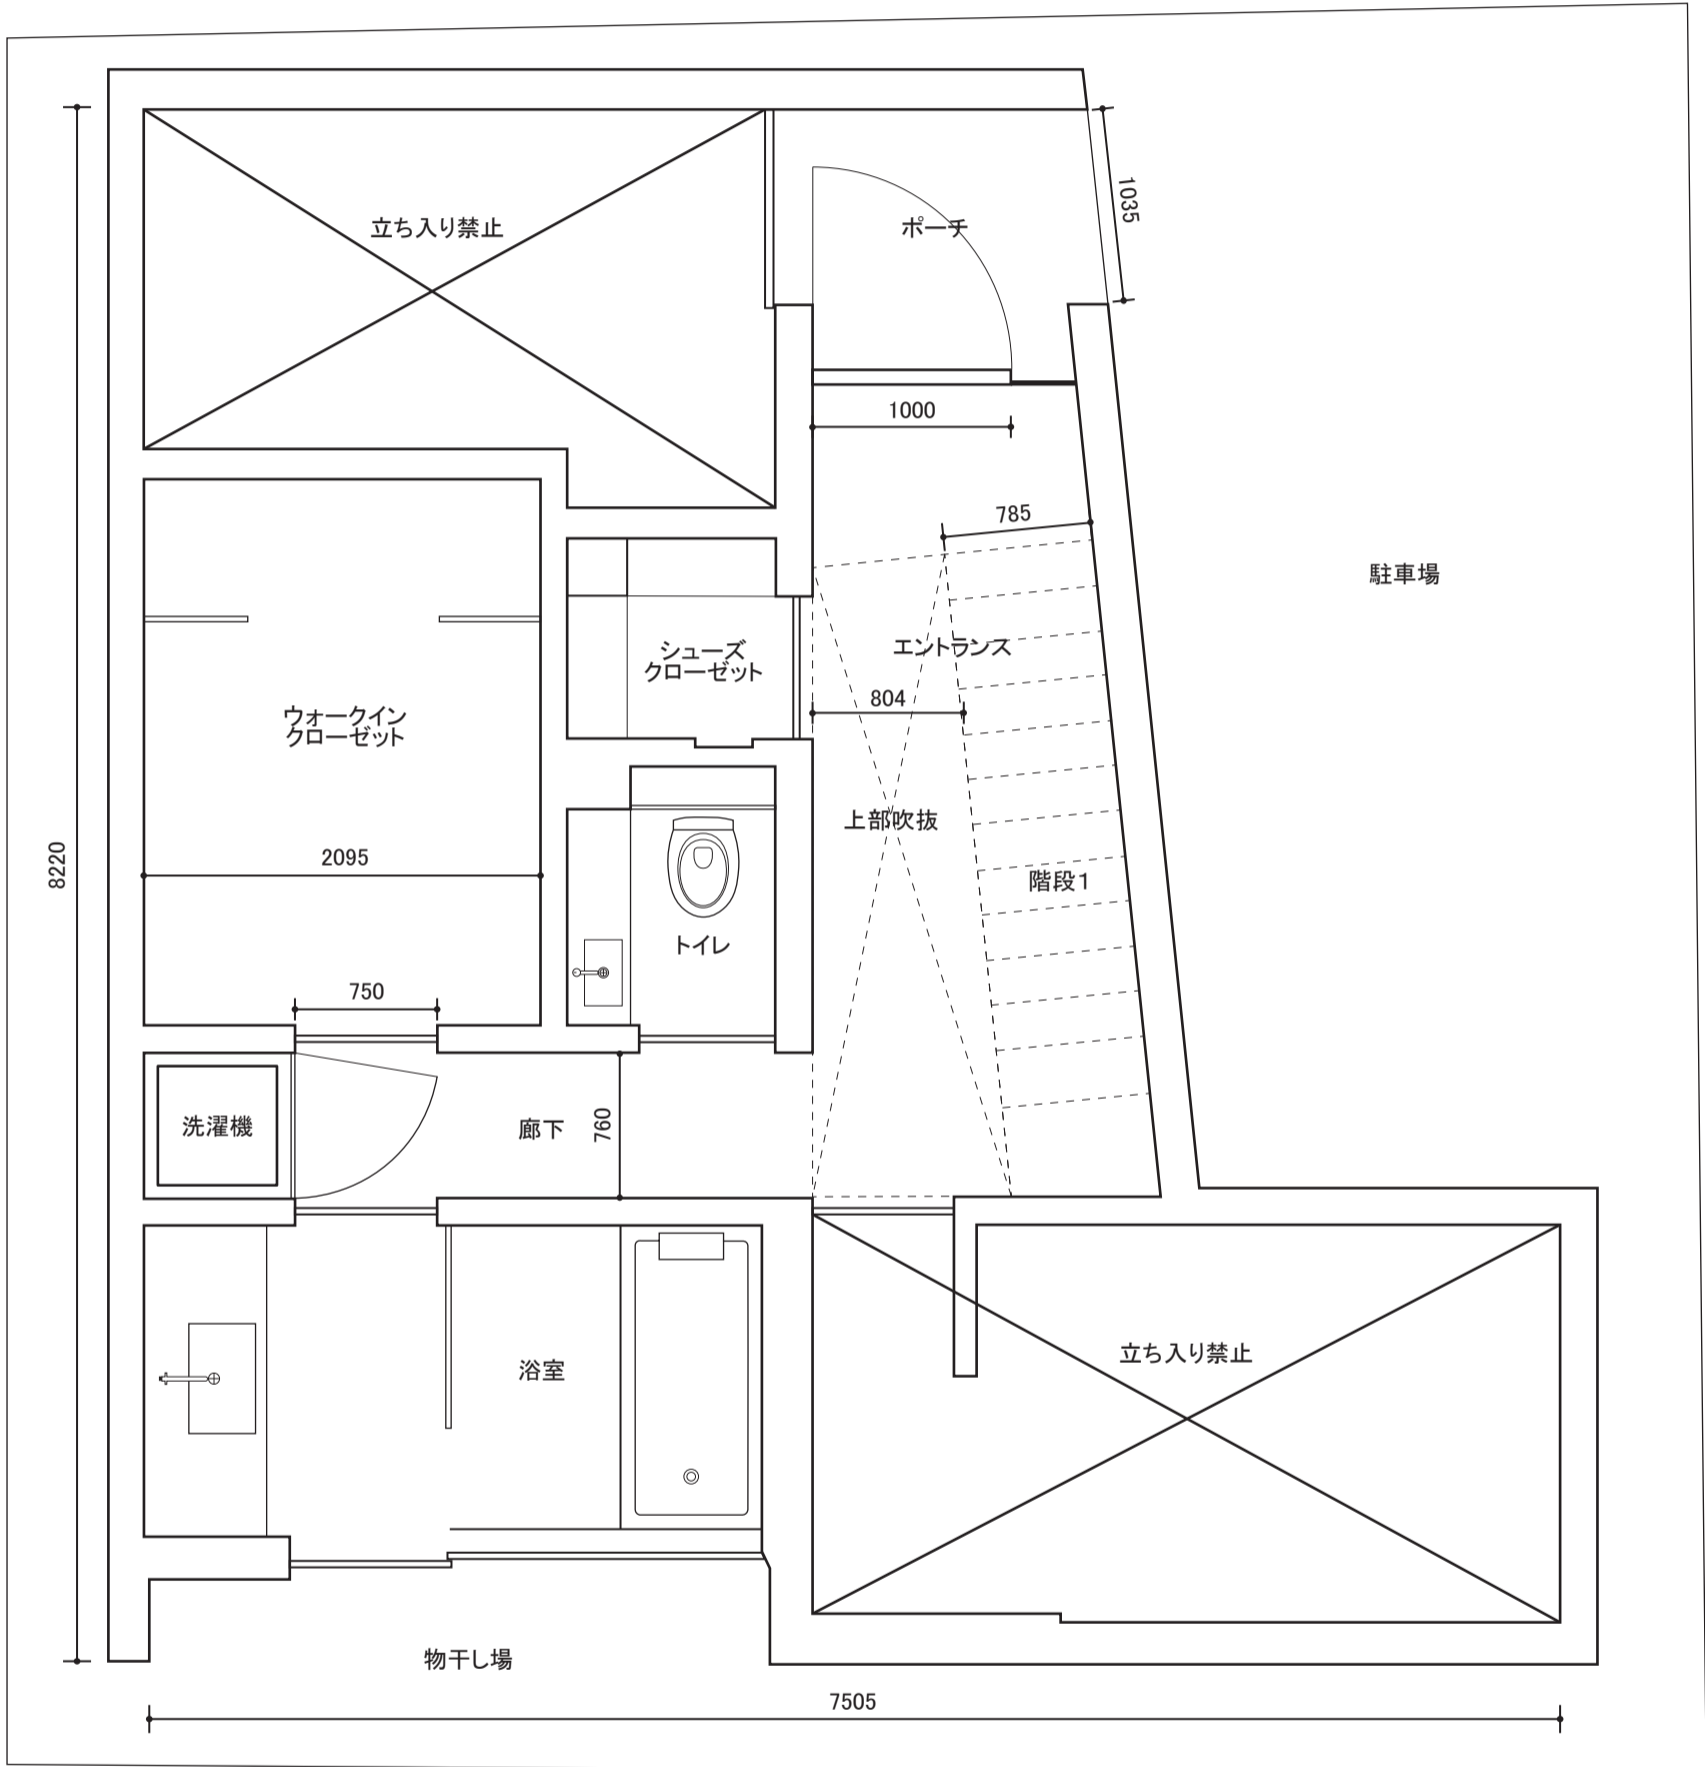 立ち入り禁止
ポーチ
1035
1000
785
駐車場
シューズ
クローゼット
エントランス
804
ウォークイン
クローゼット
上部吹抜
2095
8220
階段1
トイレ
750
洗濯機
廊下
760
浴室
立ち入り禁止
物干し場
7505